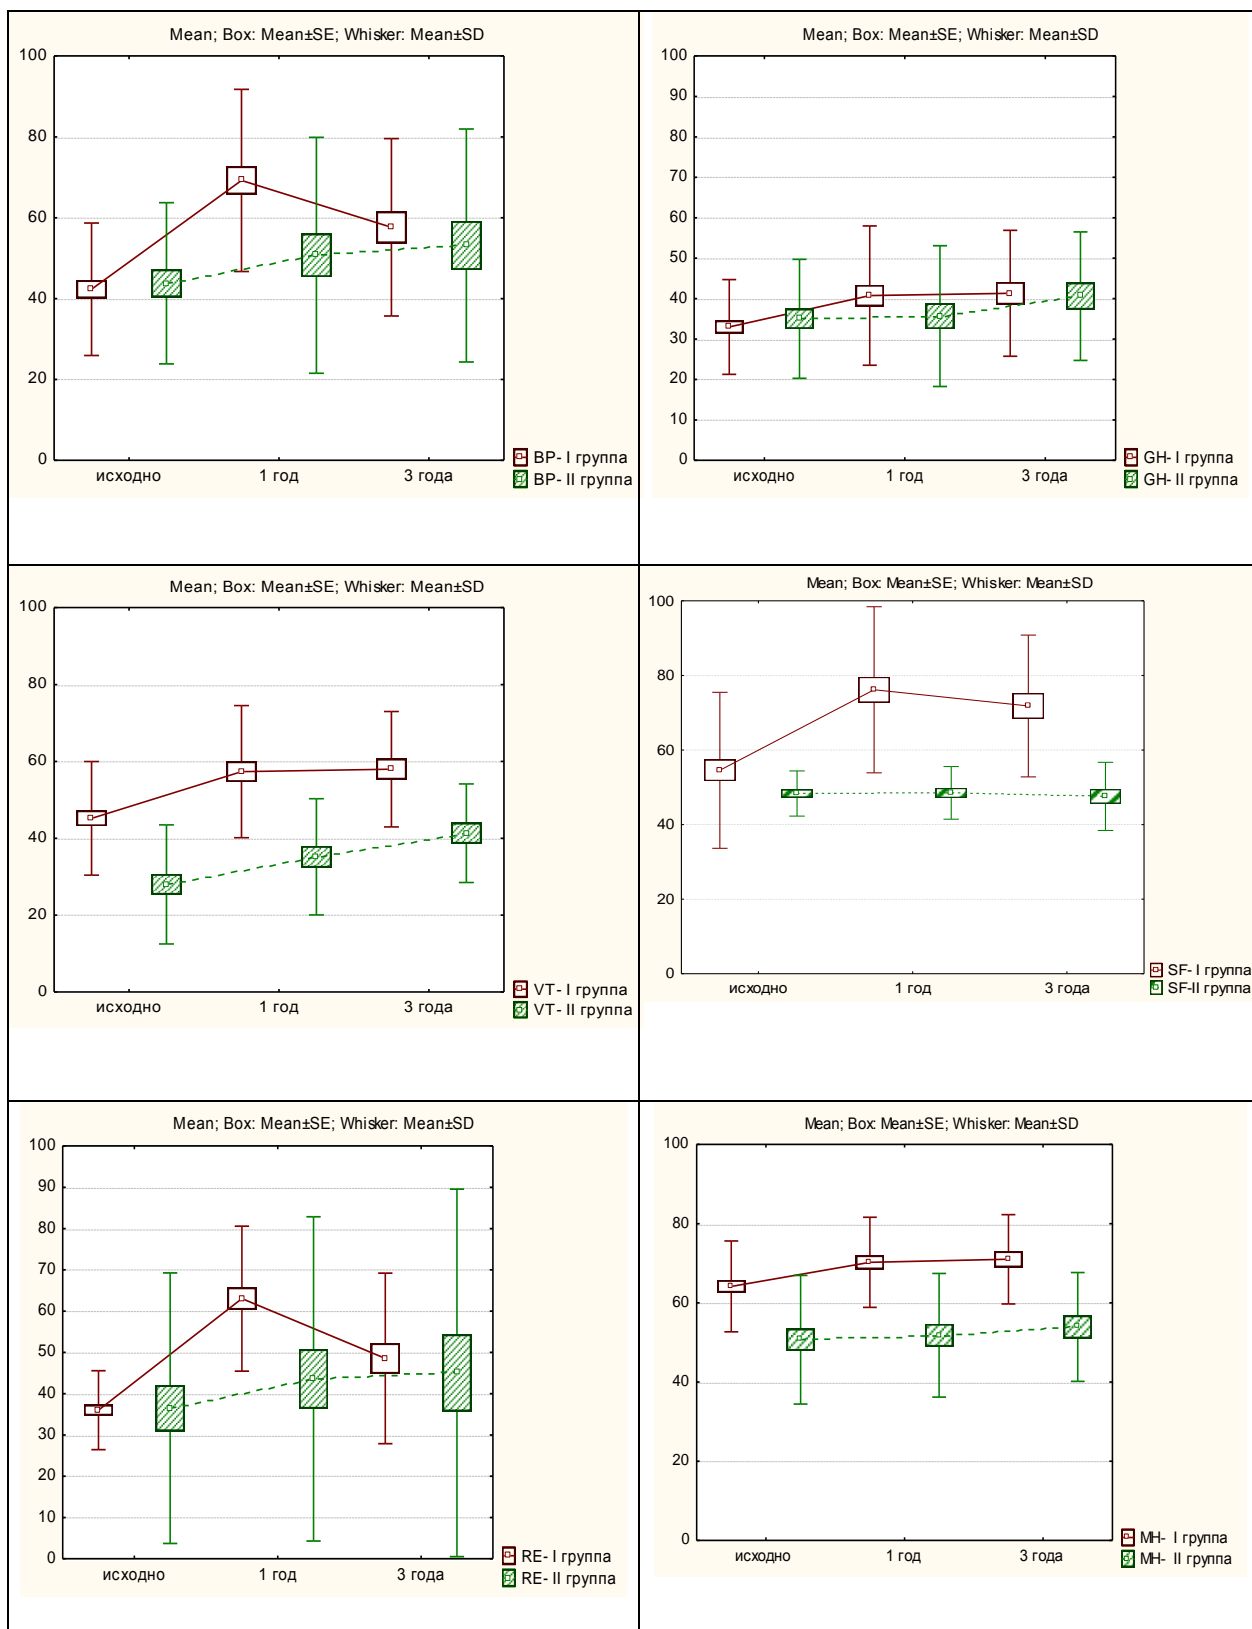 Mean; Box: Mean±SE; Whisker: Mean±SD
100
80
60
40
20
0
исходно 1 год 3 года
BP- I группа
BP- II группа
Mean; Box: Mean±SE; Whisker: Mean±SD
100
90
80
70
60
50
40
30
20
10
0
исходно 1 год 3 года
GH- I группа
GH- II группа
Mean; Box: Mean±SE; Whisker: Mean±SD
100
80
60
40
20
0
исходно 1 год 3 года
VT- I группа
VT- II группа
Mean; Box: Mean±SE; Whisker: Mean±SD
100
80
60
40
20
0
исходно 1 год 3 года
SF- I группа
SF-II группа
Mean; Box: Mean±SE; Whisker: Mean±SD
100
90
80
70
60
50
40
30
20
10
0
исходно 1 год 3 года
RE- I группа
RE- II группа
Mean; Box: Mean±SE; Whisker: Mean±SD
100
80
60
40
20
0
исходно 1 год 3 года
MH- I группа
MH- II группа